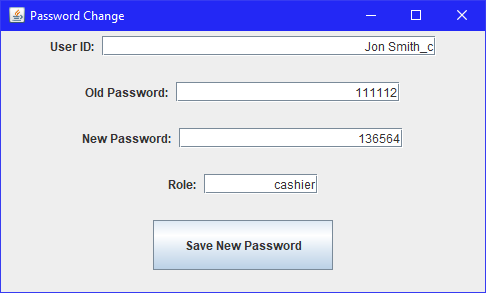 Password Change
User ID: Jon Smith_c
Old Password: 111112
New Password: 136564
Role: cashier
Save New Password